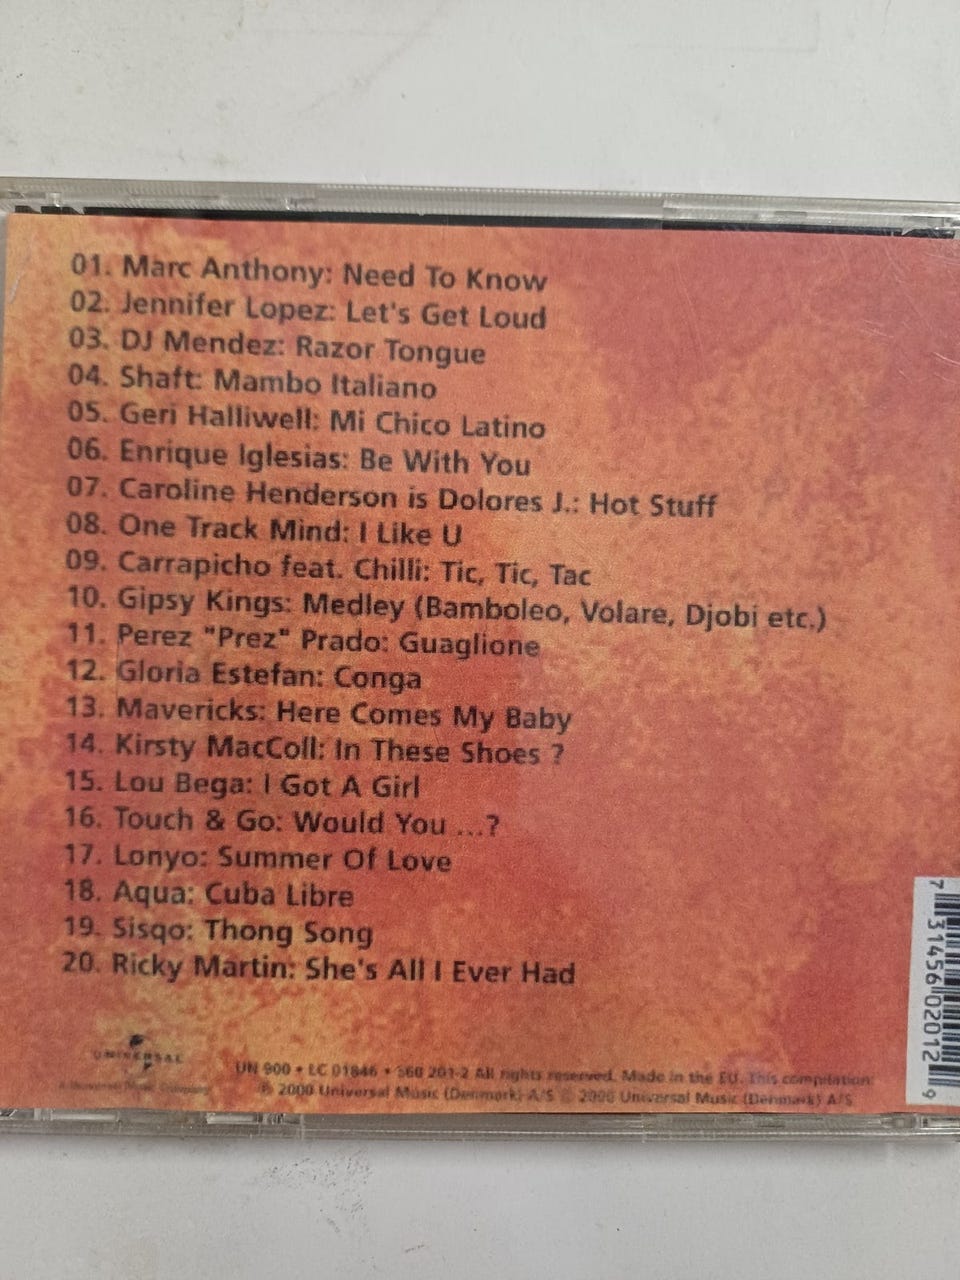 01. Marc Anthony: Need To Know
02. Jennifer Lopez: Let's Get Loud
03. DJ Mendez: Razor Tongue
04. Shaft: Mambo Italiano
05. Geri Halliwell: Mi Chico Latino
06. Enrique Iglesias: Be With You
07. Caroline Henderson is Dolores J.: Hot Stuff
08. One Track Mind: I Like U
09. Carrapicho feat. Chilli: Tic, Tic, Tac
10. Gipsy Kings: Medley (Bamboleo, Volare, Djobi etc.)
11. Perez "Prez" Prado: Guaglione
12. Gloria Estefan: Conga
13. Mavericks: Here Comes My Baby
14. Kirsty MacColl: In These Shoes ?
15. Lou Bega: I Got A Girl
16. Touch & Go: Would You ...?
17. Lonyo: Summer Of Love
18. Aqua: Cuba Libre
19. Sisqo: Thong Song
20. Ricky Martin: She's All I Ever Had
UNIVERSAL
A Universal Music Company
UN 900 • LC 01846 • 560 201-2 All rights reserved. Made in the EU. This compilation:
℗ 2000 Universal Music (Denmark) A/S © 2000 Universal Music (Denmark) A/S
7 31456 02012 9